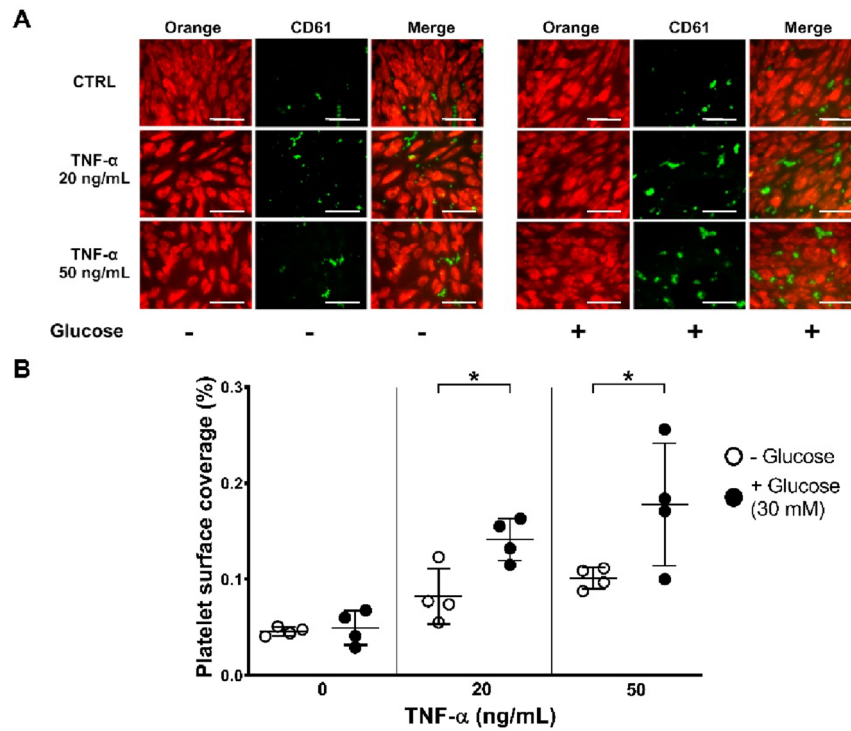 A
Orange CD61 Merge Orange CD61 Merge
CTRL
TNF-α
20 ng/mL
TNF-α
50 ng/mL
Glucose - - - + + +
B
Platelet surface coverage (%)
0.3
0.2
0.1
0.0
* *
0 20 50
TNF-α (ng/mL)
- Glucose
+ Glucose
(30 mM)